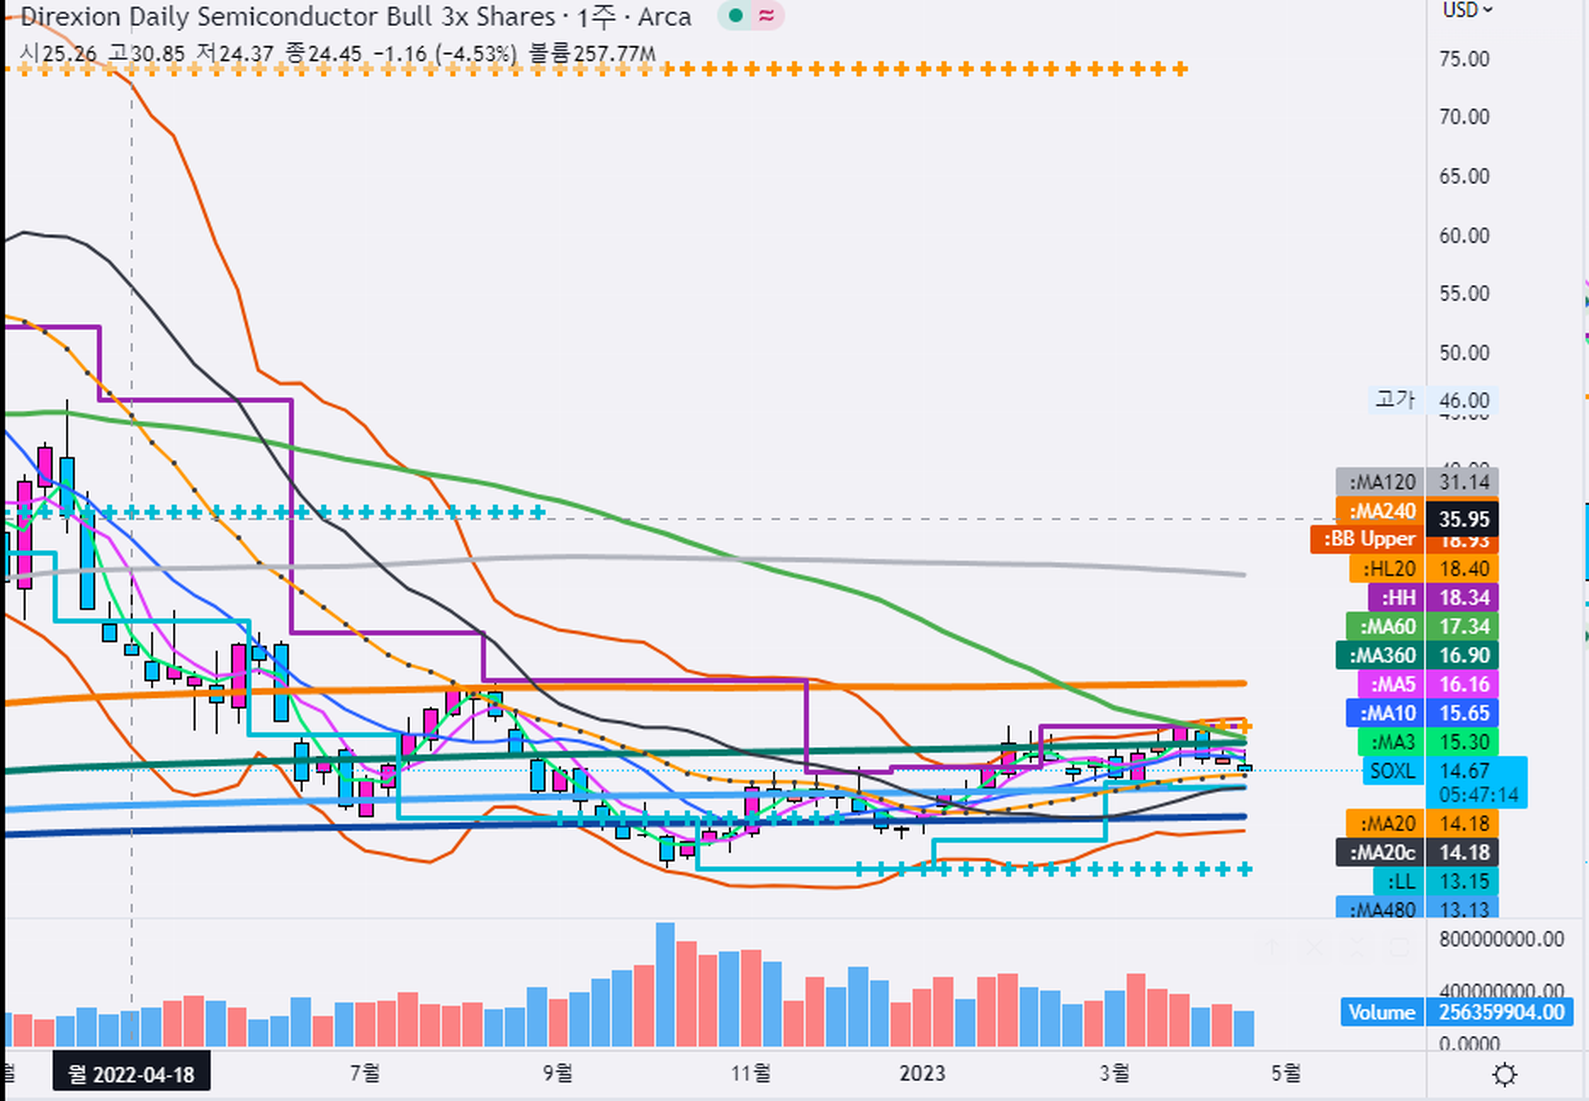 Direxion Daily Semiconductor Bull 3x Shares · 1주 · Arca
시25.26 고30.85 저24.37 종24.45 −1.16 (−4.53%) 볼륨257.77M
USD
75.00
70.00
65.00
60.00
55.00
50.00
고가 46.00
:MA120 31.14
:MA240 35.95
:BB Upper 18.93
:HL20 18.40
:HH 18.34
:MA60 17.34
:MA360 16.90
:MA5 16.16
:MA10 15.65
:MA3 15.30
SOXL 14.67
05:47:14
:MA20 14.18
:MA20c 14.18
:LL 13.15
:MA480 13.13
800000000.00
400000000.00
Volume 256359904.00
0.0000
월 2022-04-18 7월 9월 11월 2023 3월 5월